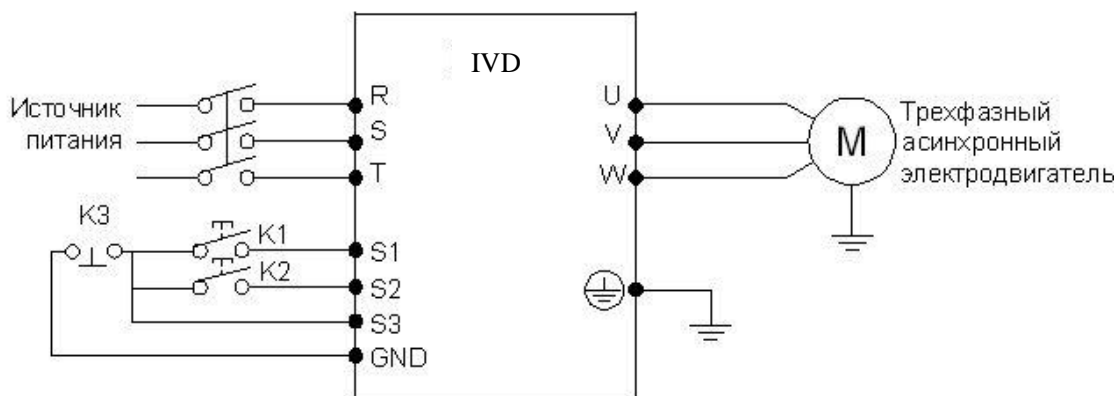 IVD
Источник
питания
R
S
T
U
V
W
M
Трехфазный
асинхронный
электродвигатель
K3
K1
K2
S1
S2
S3
GND